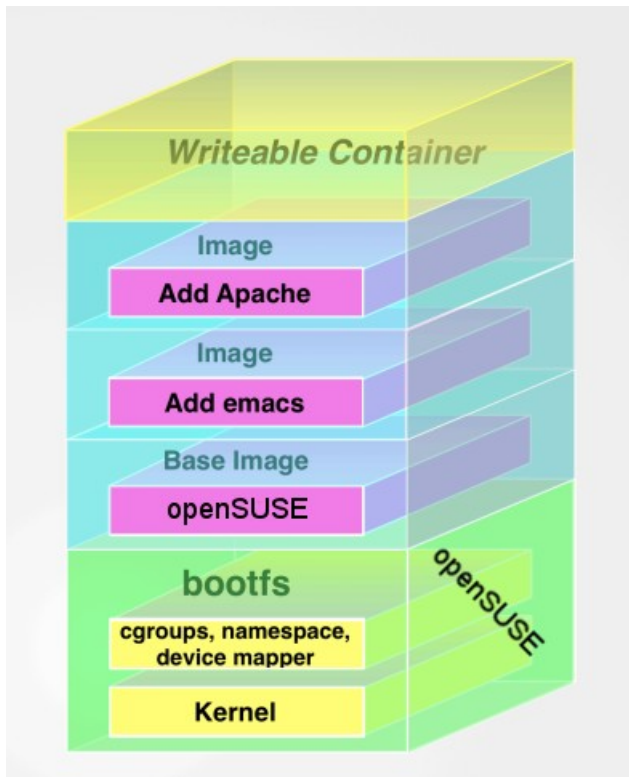 Writeable Container
Image
Add Apache
Image
Add emacs
Base Image
openSUSE
bootfs
openSUSE
cgroups, namespace,
device mapper
Kernel